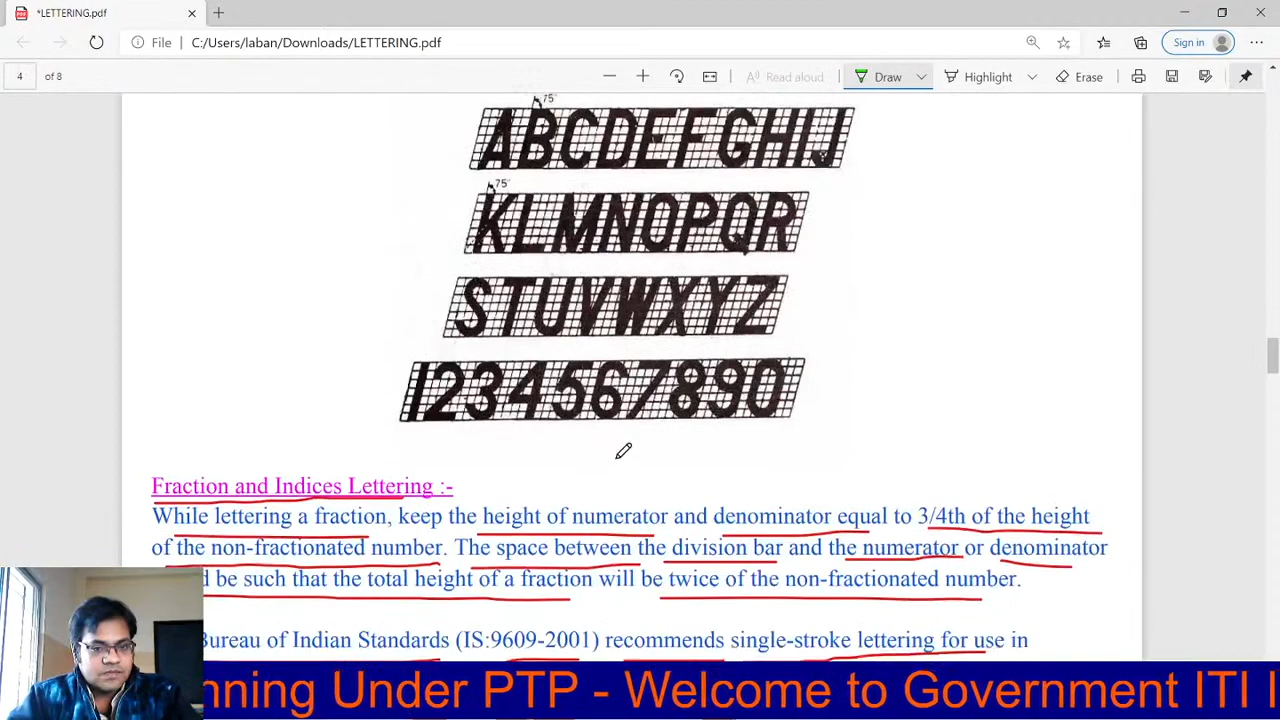 *LETTERING.pdf
File C:/Users/laban/Downloads/LETTERING.pdf
Sign in
4 of 8
Read aloud
Draw
Highlight
Erase
75°
ABCDEFGHIJ
75°
KLMNOPQR
STUVWXYZ
1234567890
Fraction and Indices Lettering :-
While lettering a fraction, keep the height of numerator and denominator equal to 3/4th of the height
of the non-fractionated number. The space between the division bar and the numerator or denominator
be such that the total height of a fraction will be twice of the non-fractionated number.
Bureau of Indian Standards (IS:9609-2001) recommends single-stroke lettering for use in
Under PTP - Welcome to Government ITI